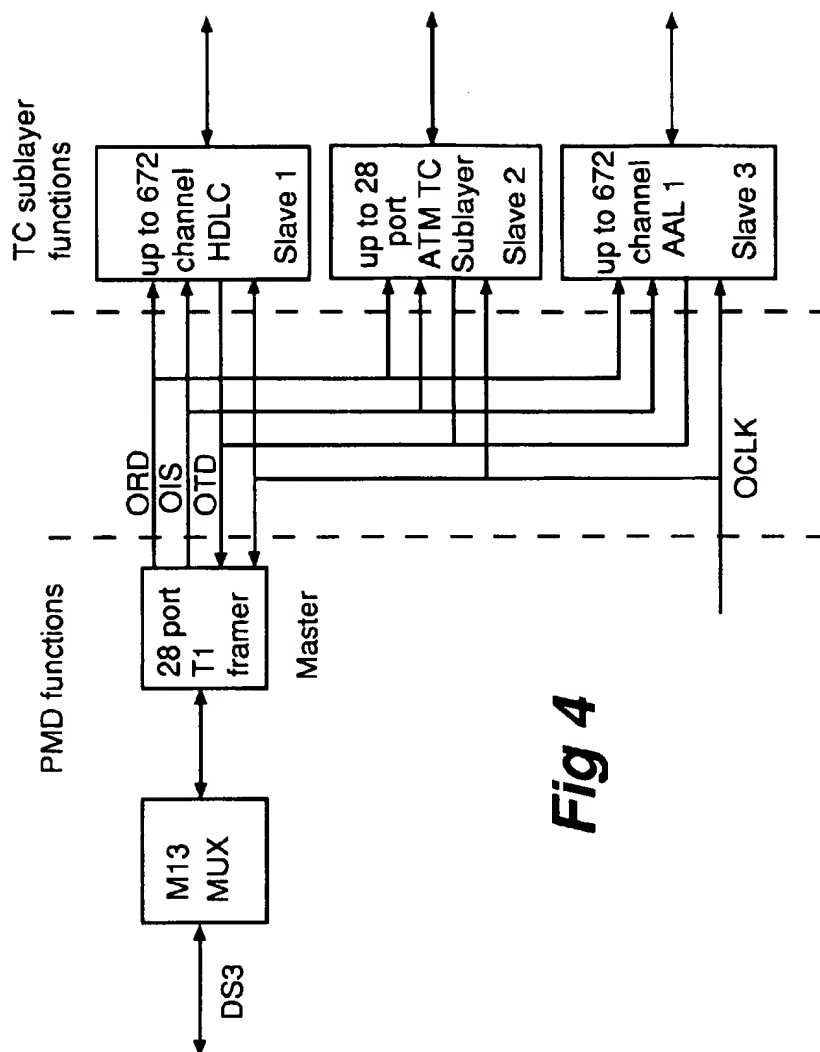 PMD functions
TC sublayer
functions
DS3
M13
MUX
28 port
T1
framer
Master
ORD
OIS
OTD
OCLK
up to 672
channel
HDLC
Slave 1
up to 28
port
ATM TC
Sublayer
Slave 2
up to 672
channel
AAL 1
Slave 3
Fig 4